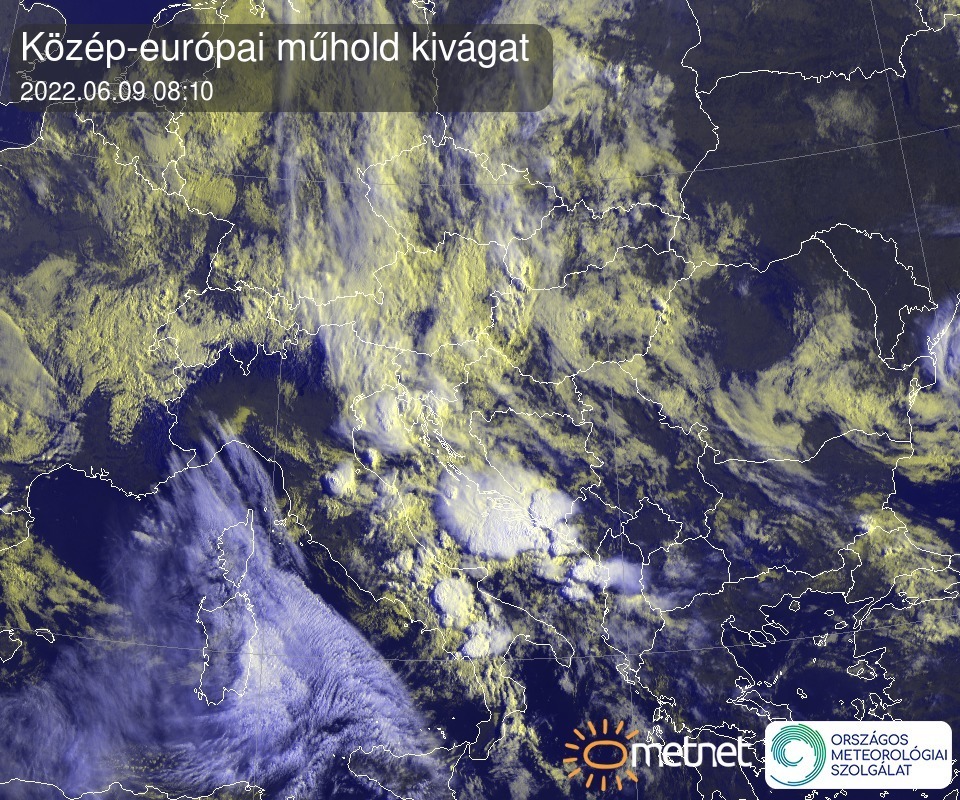 Közép-európai műhold kivágat
2022.06.09 08:10
metnet
ORSZÁGOS
METEOROLÓGIAI
SZOLGÁLAT